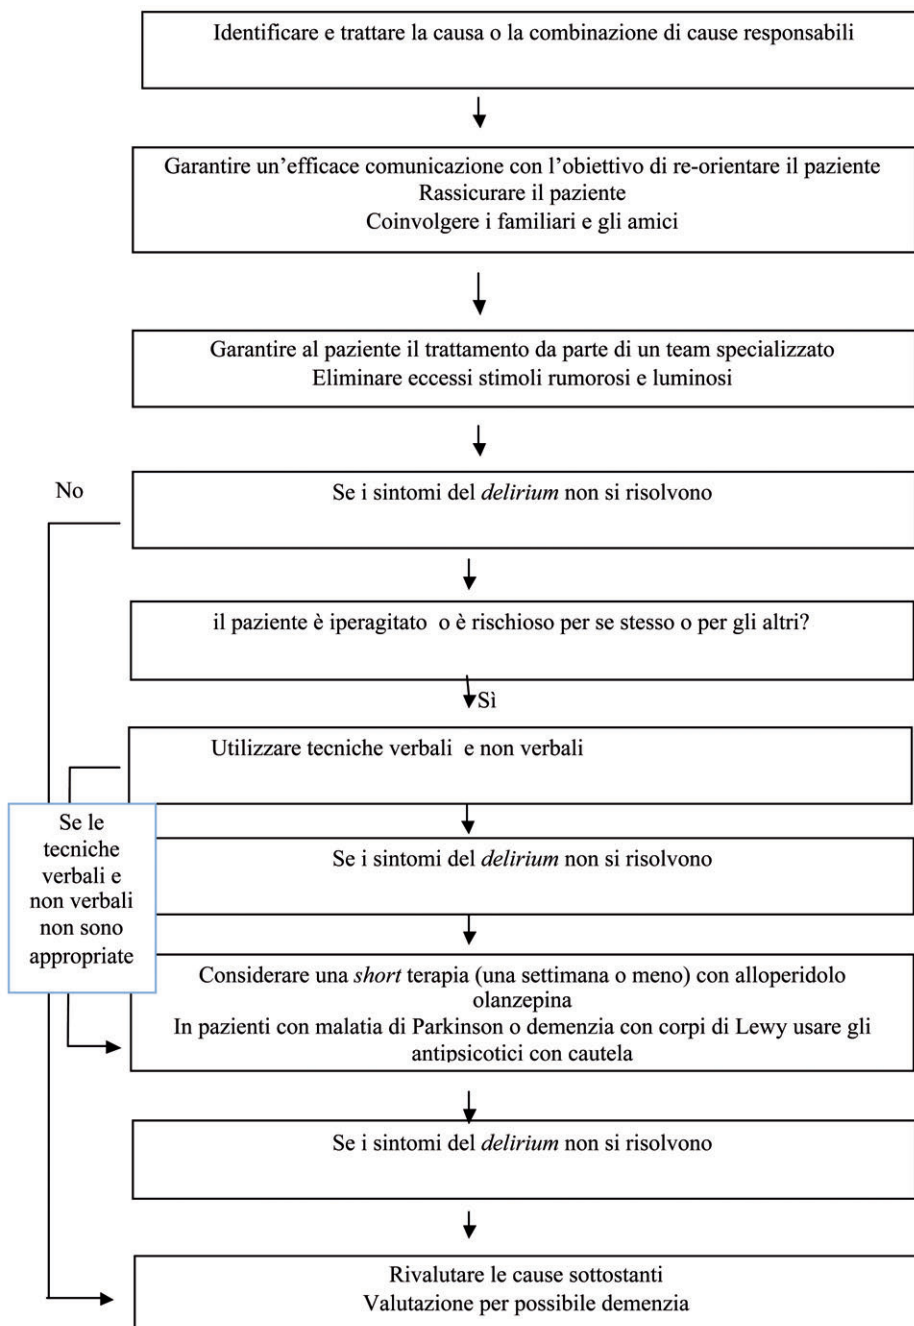 Identificare e trattare la causa o la combinazione di cause responsabili
Garantire un’efficace comunicazione con l’obiettivo di re-orientare il paziente
Rassicurare il paziente
Coinvolgere i familiari e gli amici
Garantire al paziente il trattamento da parte di un team specializzato
Eliminare eccessi stimoli rumorosi e luminosi
No
Se i sintomi del delirium non si risolvono
il paziente è iperagitato o è rischioso per se stesso o per gli altri?
Sì
Utilizzare tecniche verbali e non verbali
Se le
tecniche
verbali e
non verbali
non sono
appropriate
Se i sintomi del delirium non si risolvono
Considerare una short terapia (una settimana o meno) con alloperidolo
olanzepina
In pazienti con malatia di Parkinson o demenzia con corpi di Lewy usare gli
antipsicotici con cautela
Se i sintomi del delirium non si risolvono
Rivalutare le cause sottostanti
Valutazione per possibile demenzia